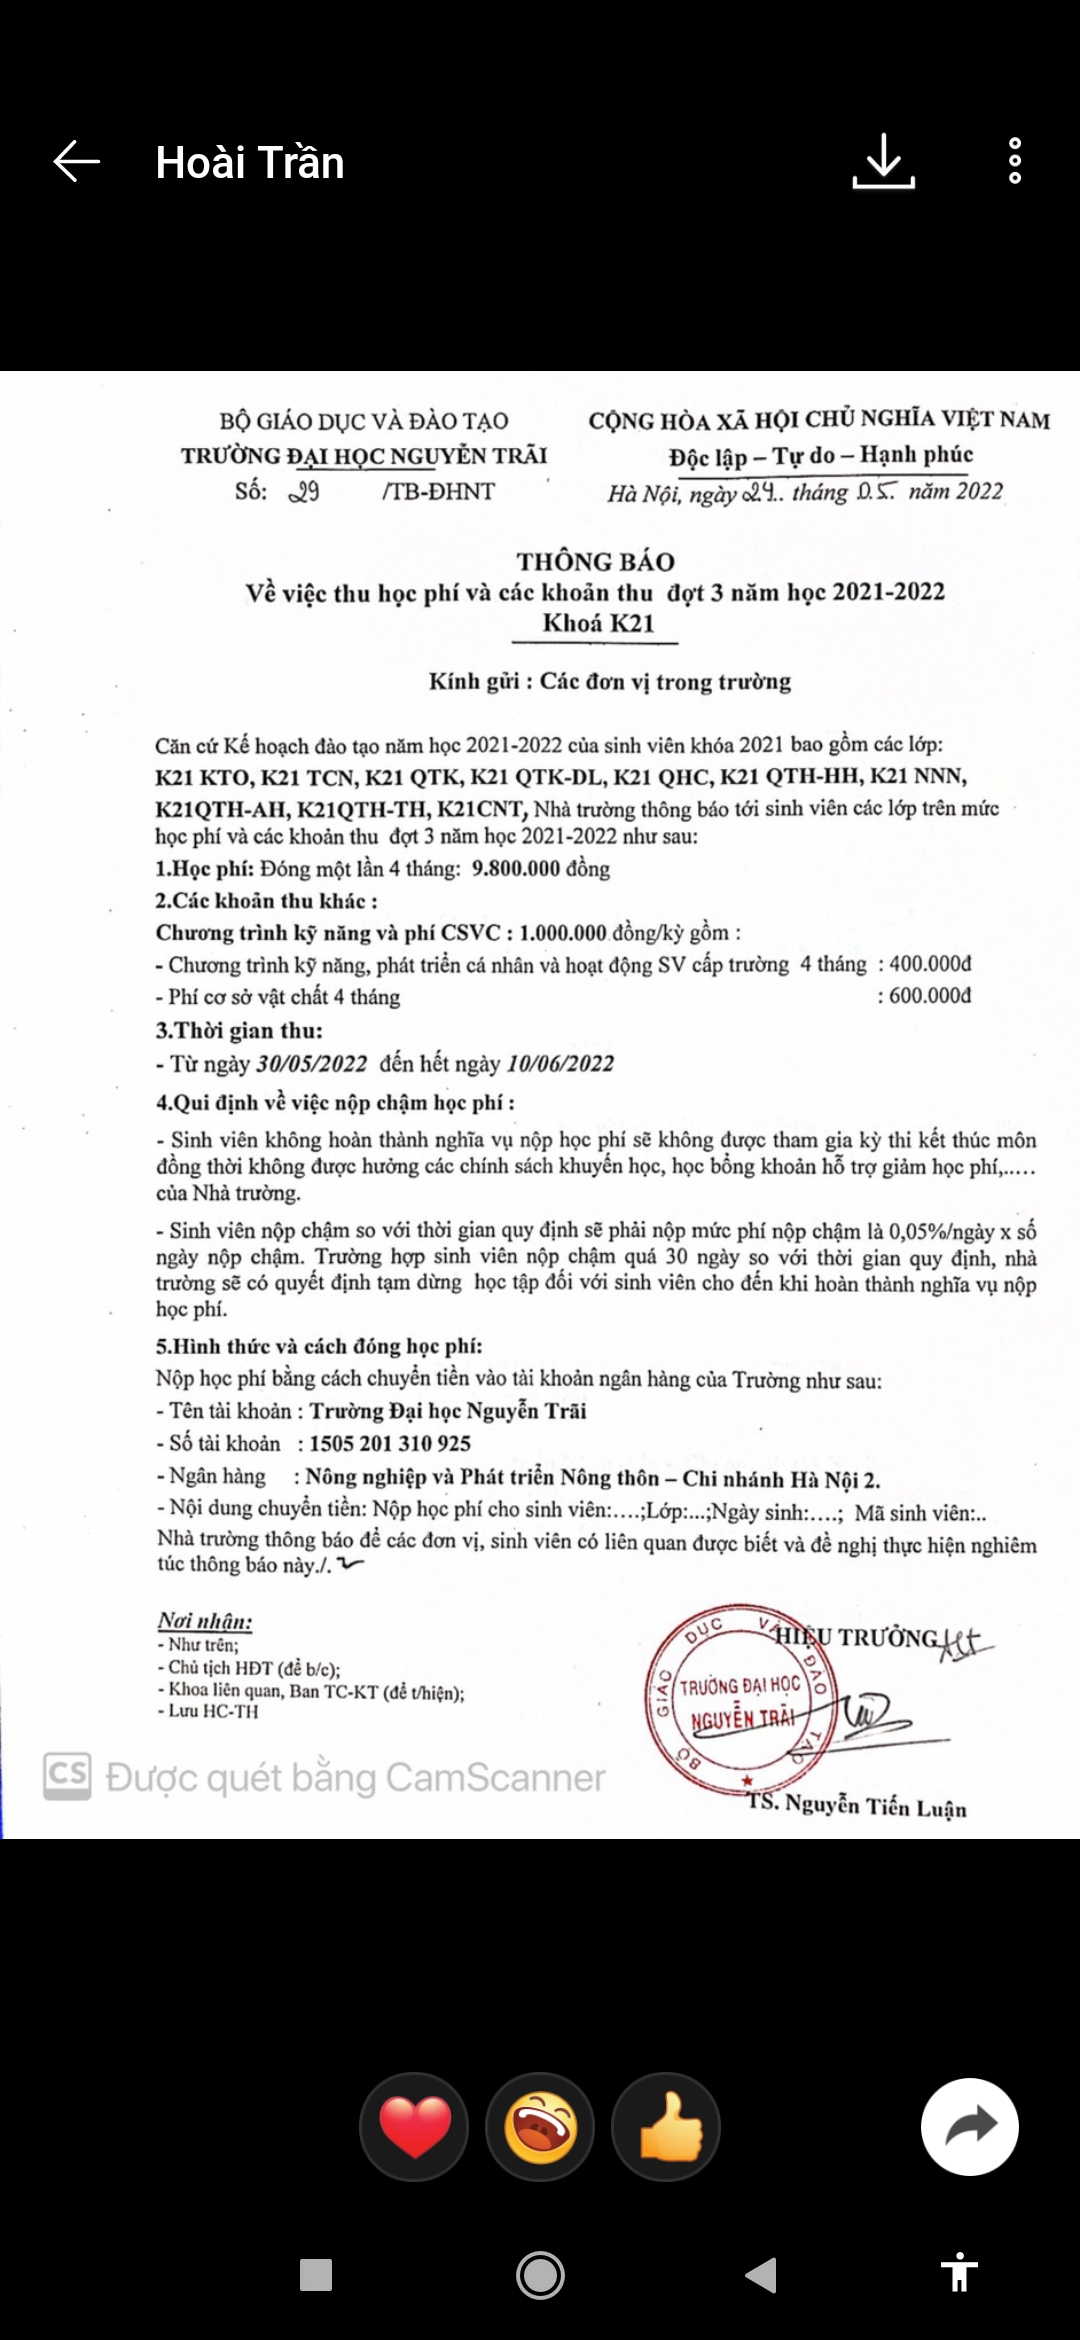 Hoài Trần
BỘ GIÁO DỤC VÀ ĐÀO TẠO
TRƯỜNG ĐẠI HỌC NGUYỄN TRÃI
Số: 29 /TB-ĐHNT
CỘNG HÒA XÃ HỘI CHỦ NGHĨA VIỆT NAM
Độc lập – Tự do – Hạnh phúc
Hà Nội, ngày 24.. tháng 0.5. năm 2022
THÔNG BÁO
Về việc thu học phí và các khoản thu đợt 3 năm học 2021-2022
Khoá K21
Kính gửi : Các đơn vị trong trường
Căn cứ Kế hoạch đào tạo năm học 2021-2022 của sinh viên khóa 2021 bao gồm các lớp:
K21 KTO, K21 TCN, K21 QTK, K21 QTK-DL, K21 QHC, K21 QTH-HH, K21 NNN,
K21QTH-AH, K21QTH-TH, K21CNT, Nhà trường thông báo tới sinh viên các lớp trên mức
học phí và các khoản thu đợt 3 năm học 2021-2022 như sau:
1.Học phí: Đóng một lần 4 tháng: 9.800.000 đồng
2.Các khoản thu khác :
Chương trình kỹ năng và phí CSVC : 1.000.000 đồng/kỳ gồm :
- Chương trình kỹ năng, phát triển cá nhân và hoạt động SV cấp trường 4 tháng : 400.000đ
- Phí cơ sở vật chất 4 tháng : 600.000đ
3.Thời gian thu:
- Từ ngày 30/05/2022 đến hết ngày 10/06/2022
4.Qui định về việc nộp chậm học phí :
- Sinh viên không hoàn thành nghĩa vụ nộp học phí sẽ không được tham gia kỳ thi kết thúc môn
đồng thời không được hưởng các chính sách khuyến học, học bổng khoản hỗ trợ giảm học phí,.....
của Nhà trường.
- Sinh viên nộp chậm so với thời gian quy định sẽ phải nộp mức phí nộp chậm là 0,05%/ngày x số
ngày nộp chậm. Trường hợp sinh viên nộp chậm quá 30 ngày so với thời gian quy định, nhà
trường sẽ có quyết định tạm dừng học tập đối với sinh viên cho đến khi hoàn thành nghĩa vụ nộp
học phí.
5.Hình thức và cách đóng học phí:
Nộp học phí bằng cách chuyển tiền vào tài khoản ngân hàng của Trường như sau:
- Tên tài khoản : Trường Đại học Nguyễn Trãi
- Số tài khoản : 1505 201 310 925
- Ngân hàng : Nông nghiệp và Phát triển Nông thôn – Chi nhánh Hà Nội 2.
- Nội dung chuyển tiền: Nộp học phí cho sinh viên:....;Lớp:...;Ngày sinh:....; Mã sinh viên:..
Nhà trường thông báo để các đơn vị, sinh viên có liên quan được biết và đề nghị thực hiện nghiêm
túc thông báo này./.
Nơi nhận:
- Như trên;
- Chủ tịch HĐT (để b/c);
- Khoa liên quan, Ban TC-KT (để t/hiện);
- Lưu HC-TH
HIỆU TRƯỞNG
BỘ GIÁO DỤC VÀ ĐÀO TẠO
TRƯỜNG ĐẠI HỌC
NGUYỄN TRÃI
TS. Nguyễn Tiến Luận
CS Được quét bằng CamScanner